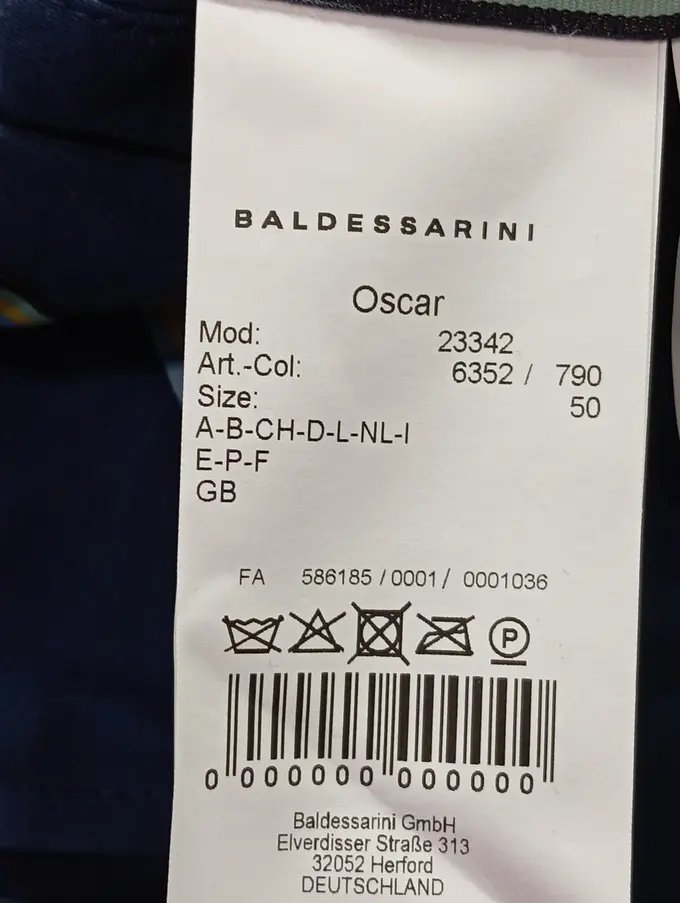 BALDESSARINI
Oscar
Mod: 23342
Art.-Col: 6352 / 790
Size: 50
A-B-CH-D-L-NL-I
E-P-F
GB
FA 586185 / 0001 / 0001036
P
0 000000 000000
Baldessarini GmbH
Elverdisser Straße 313
32052 Herford
DEUTSCHLAND